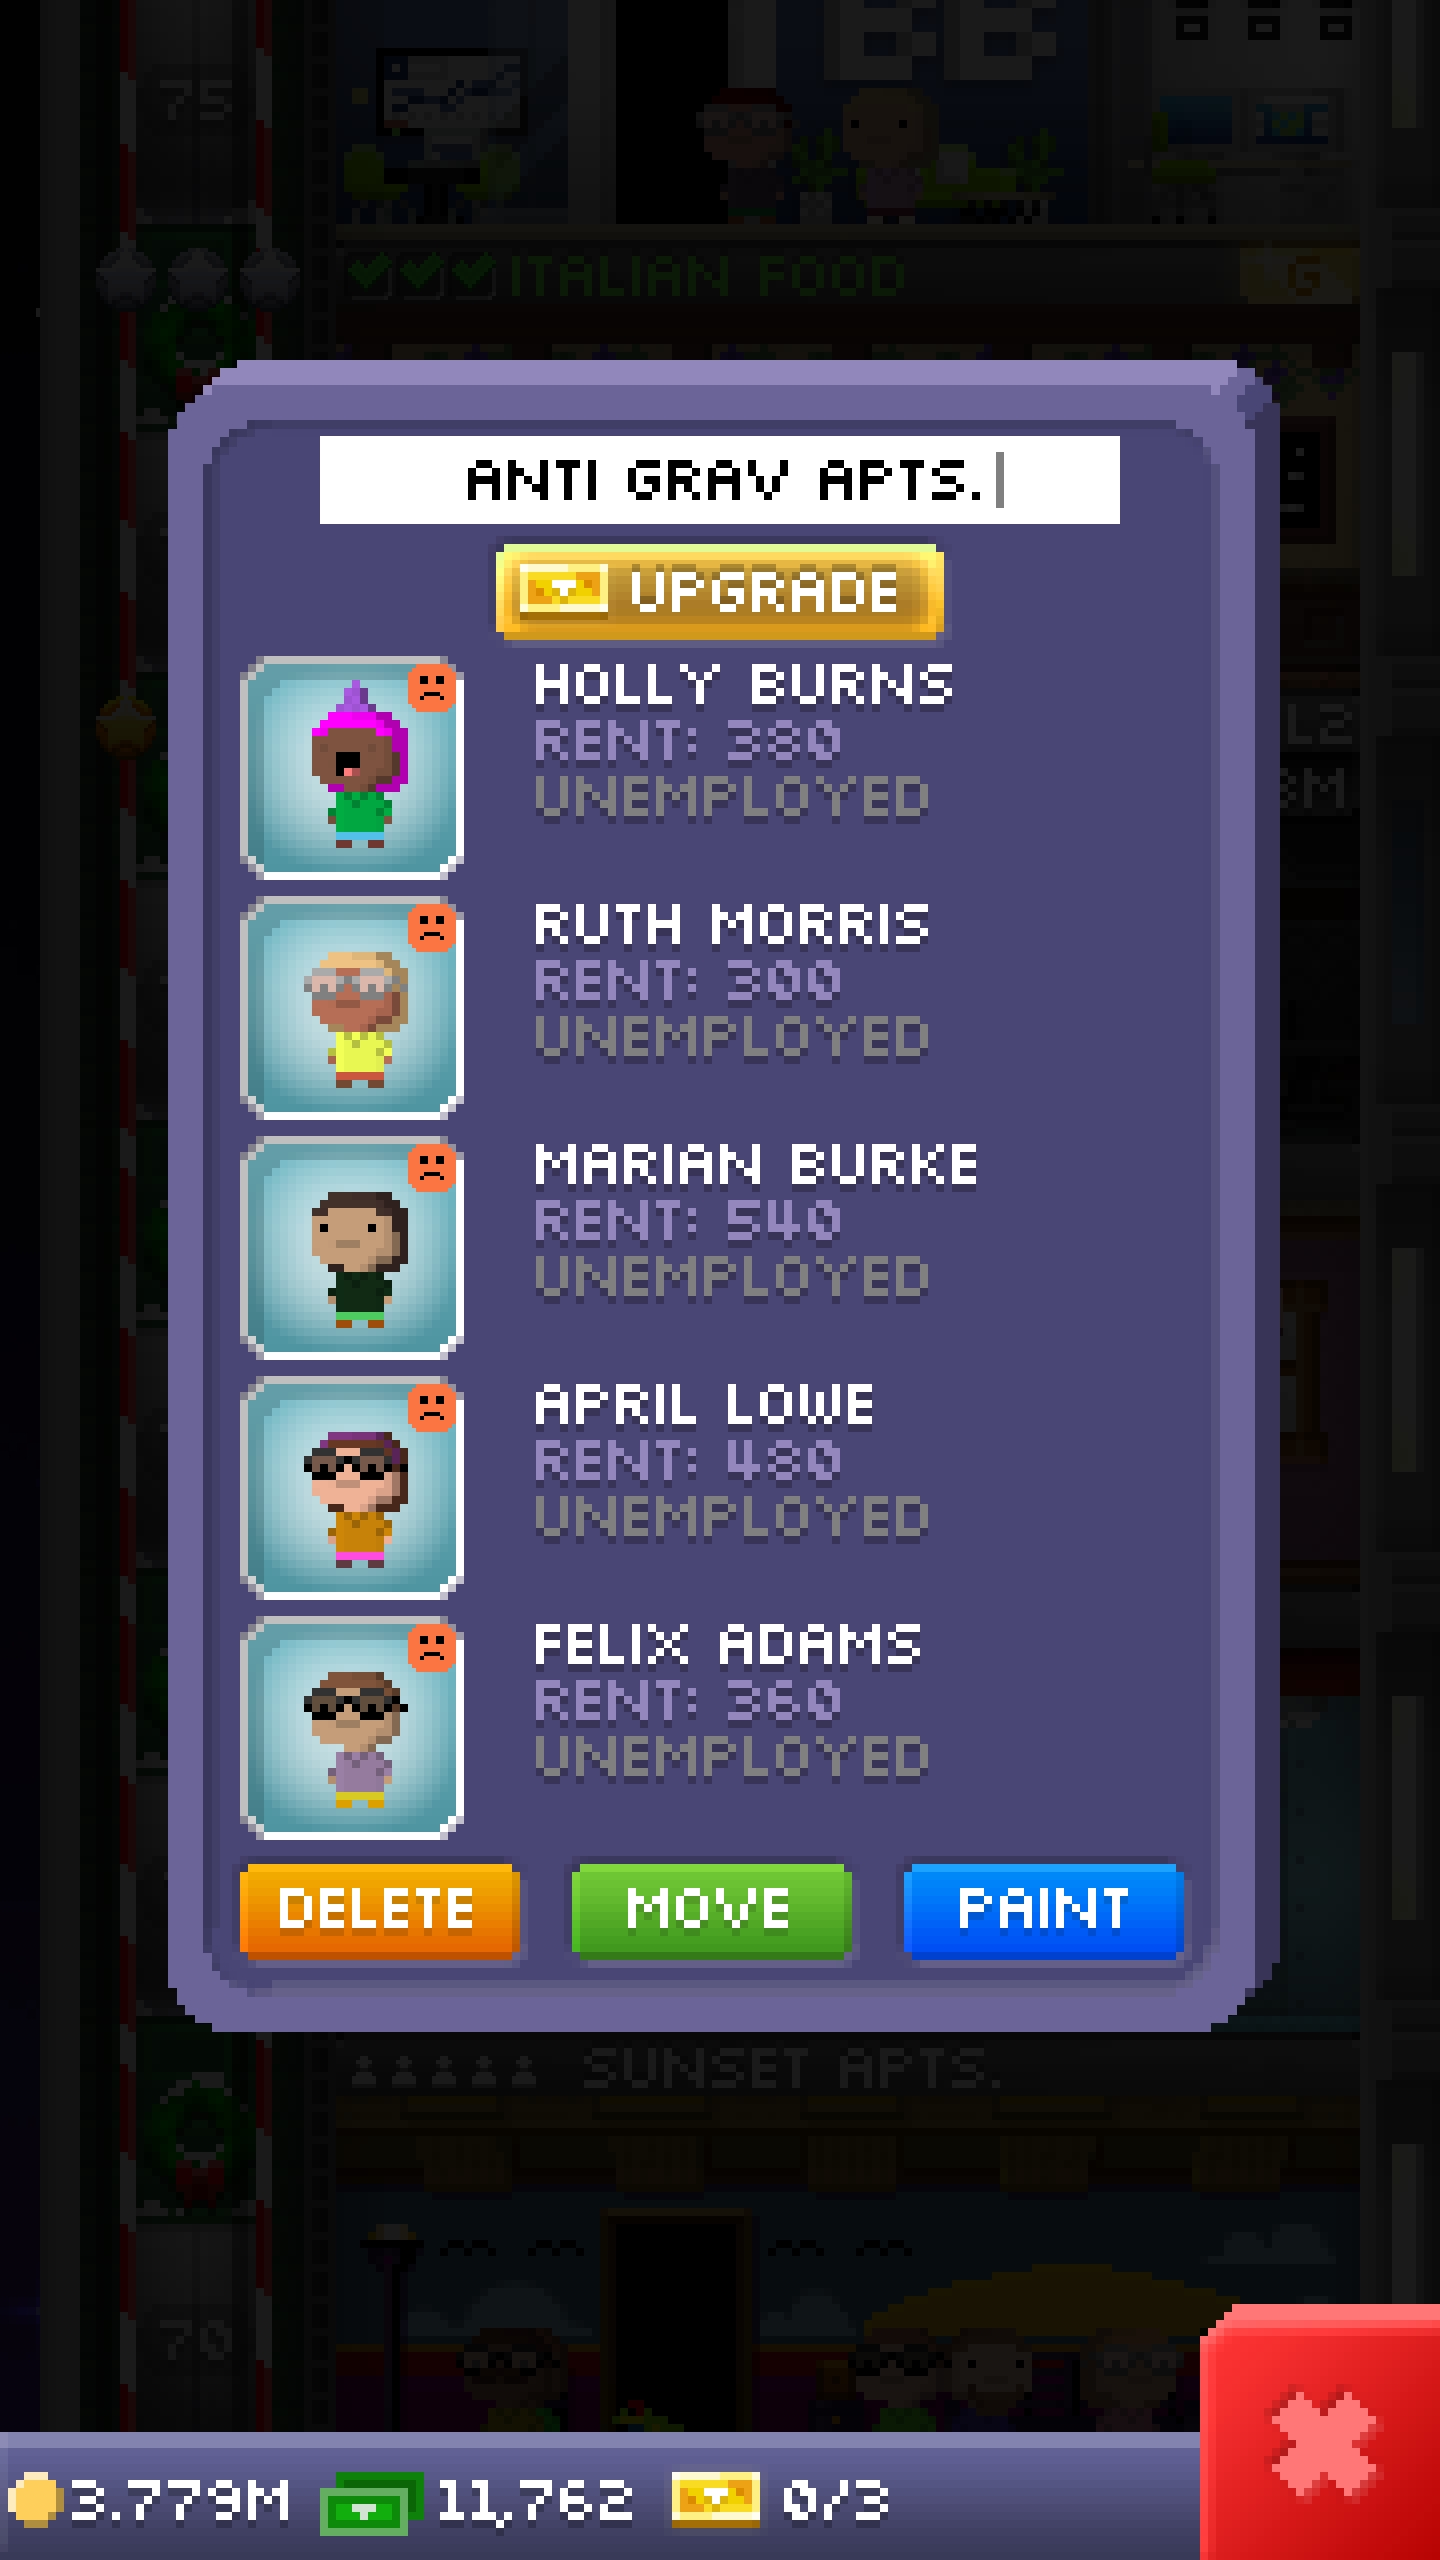 75
ITALIAN FOOD
G
ANTI GRAV APTS.
UPGRADE
HOLLY BURNS
RENT: 380
UNEMPLOYED
RUTH MORRIS
RENT: 300
UNEMPLOYED
MARIAN BURKE
RENT: 540
UNEMPLOYED
APRIL LOWE
RENT: 480
UNEMPLOYED
FELIX ADAMS
RENT: 360
UNEMPLOYED
DELETE
MOVE
PAINT
SUNSET APTS.
70
3.779M
11,762
0/3